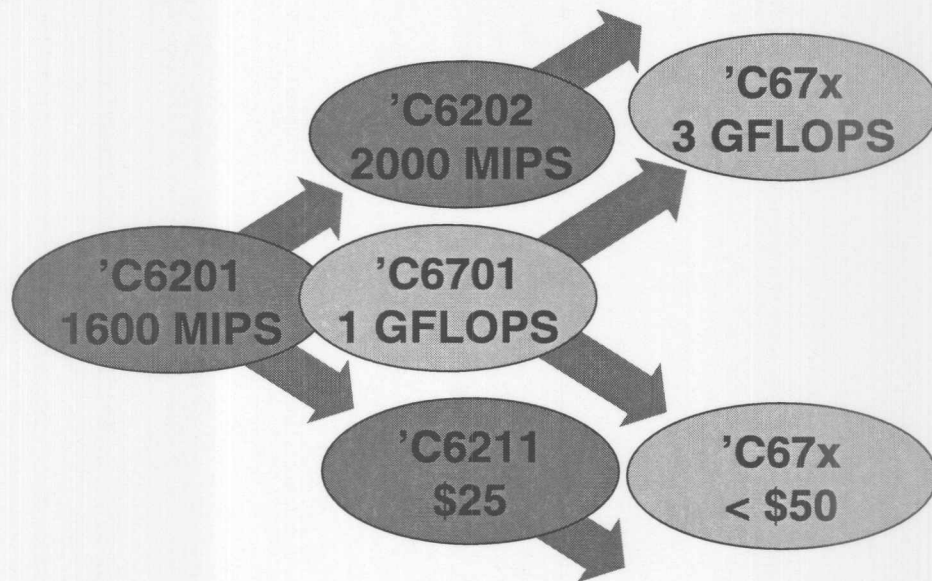 'C6202
2000 MIPS
'C67x
3 GFLOPS
'C6201
1600 MIPS
'C6701
1 GFLOPS
'C6211
$25
'C67x
< $50